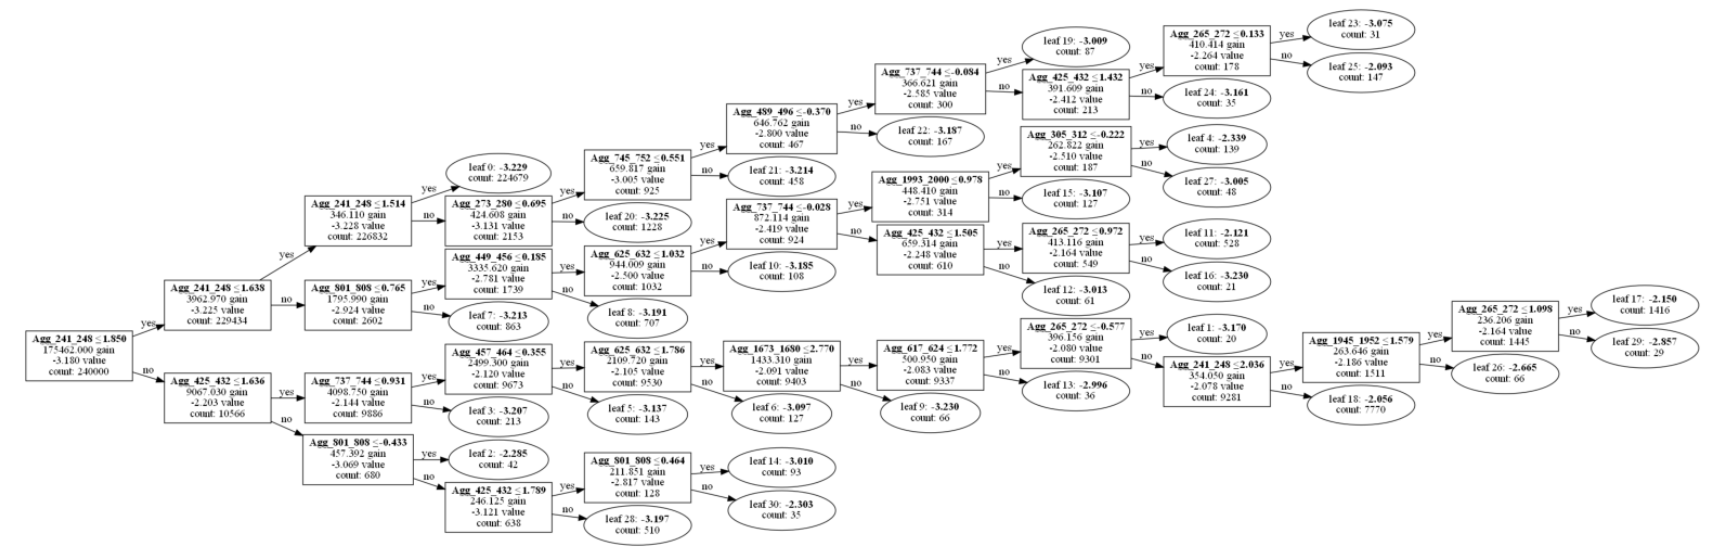 Agg_241_248 ≤1.850
175462.000 gain
-3.180 value
count: 240000
yes
no
Agg_241_248 ≤1.638
3962.970 gain
-3.225 value
count: 229434
yes
no
Agg_425_432 ≤1.636
9067.030 gain
-2.203 value
count: 10566
yes
no
Agg_241_248 ≤1.514
346.110 gain
-3.228 value
count: 226832
yes
no
Agg_801_808 ≤0.765
1795.990 gain
-2.924 value
count: 2602
yes
no
Agg_737_744 ≤0.931
4098.750 gain
-2.144 value
count: 9886
yes
no
Agg_801_808 ≤-0.433
457.392 gain
-3.069 value
count: 680
yes
no
leaf 0: -3.229
count: 224679
Agg_273_280 ≤0.695
424.608 gain
-3.131 value
count: 2153
yes
no
Agg_449_456 ≤0.185
3335.620 gain
-2.781 value
count: 1739
yes
no
leaf 7: -3.213
count: 863
Agg_457_464 ≤0.355
2499.300 gain
-2.120 value
count: 9673
yes
no
leaf 3: -3.207
count: 213
leaf 2: -2.285
count: 42
Agg_425_432 ≤1.789
246.125 gain
-3.121 value
count: 638
yes
no
Agg_745_752 ≤0.551
659.817 gain
-3.005 value
count: 925
yes
no
leaf 20: -3.225
count: 1228
Agg_625_632 ≤1.032
944.009 gain
-2.500 value
count: 1032
yes
no
leaf 8: -3.191
count: 707
Agg_625_632 ≤1.786
2109.720 gain
-2.105 value
count: 9530
yes
no
leaf 5: -3.137
count: 143
Agg_801_808 ≤0.464
211.851 gain
-2.817 value
count: 128
yes
no
leaf 28: -3.197
count: 510
Agg_489_496 ≤-0.370
646.762 gain
-2.800 value
count: 467
yes
no
leaf 21: -3.214
count: 458
Agg_737_744 ≤-0.028
872.114 gain
-2.419 value
count: 924
yes
no
leaf 10: -3.185
count: 108
Agg_1673_1680 ≤2.770
1433.310 gain
-2.091 value
count: 9403
yes
no
leaf 6: -3.097
count: 127
leaf 14: -3.010
count: 93
leaf 30: -2.303
count: 35
Agg_737_744 ≤-0.084
366.621 gain
-2.585 value
count: 300
yes
no
leaf 22: -3.187
count: 167
Agg_1993_2000 ≤0.978
448.410 gain
-2.751 value
count: 314
yes
no
Agg_425_432 ≤1.505
659.314 gain
-2.248 value
count: 610
yes
no
Agg_617_624 ≤1.772
500.950 gain
-2.083 value
count: 9337
yes
no
leaf 9: -3.230
count: 66
leaf 19: -3.009
count: 87
Agg_425_432 ≤1.432
391.609 gain
-2.412 value
count: 213
yes
no
Agg_305_312 ≤-0.222
262.822 gain
-2.510 value
count: 187
yes
no
leaf 15: -3.107
count: 127
Agg_265_272 ≤0.972
413.116 gain
-2.164 value
count: 549
yes
no
leaf 12: -3.013
count: 61
Agg_265_272 ≤-0.577
396.156 gain
-2.080 value
count: 9301
yes
no
leaf 13: -2.996
count: 36
Agg_265_272 ≤0.133
410.414 gain
-2.264 value
count: 178
yes
no
leaf 24: -3.161
count: 35
leaf 4: -2.339
count: 139
leaf 27: -3.005
count: 48
leaf 11: -2.121
count: 528
leaf 16: -3.230
count: 21
leaf 1: -3.170
count: 20
Agg_241_248 ≤2.036
354.050 gain
-2.078 value
count: 9281
yes
no
leaf 23: -3.075
count: 31
leaf 25: -2.093
count: 147
Agg_1945_1952 ≤1.579
263.646 gain
-2.186 value
count: 1511
yes
no
leaf 18: -2.056
count: 7770
Agg_265_272 ≤1.098
236.206 gain
-2.164 value
count: 1445
yes
no
leaf 26: -2.665
count: 66
leaf 17: -2.150
count: 1416
leaf 29: -2.857
count: 29